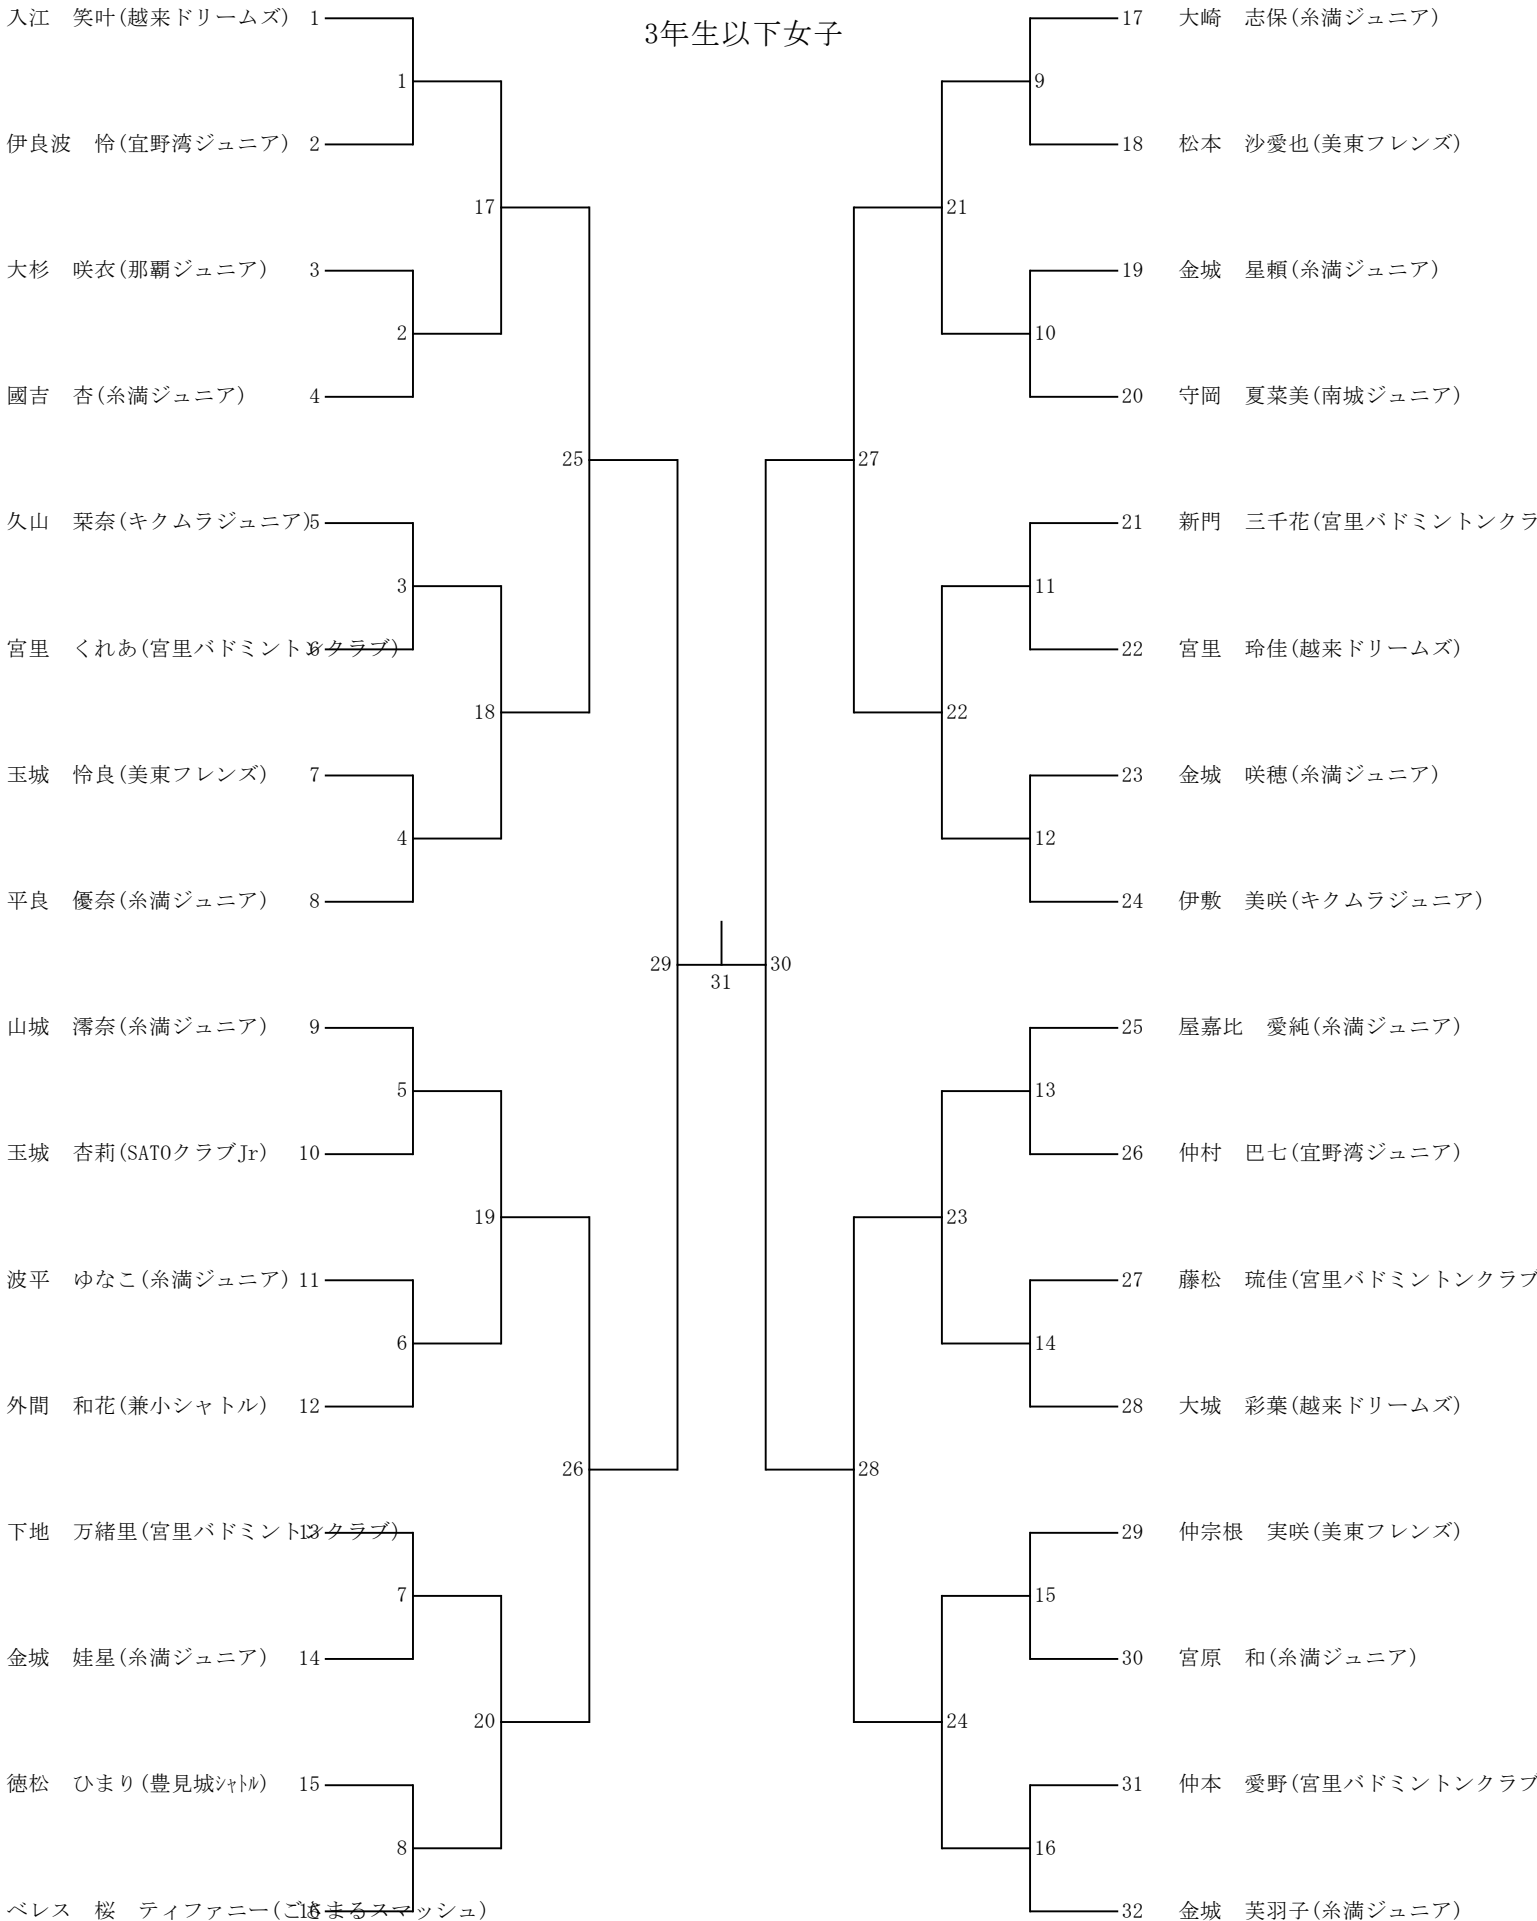 3年生以下女子
入江　笑叶(越来ドリームズ) 1
1
伊良波　怜(宜野湾ジュニア) 2
17
大杉　咲衣(那覇ジュニア) 3
2
國吉　杏(糸満ジュニア) 4
25
久山　栞奈(キクムラジュニア)5
3
宮里　くれあ(宮里バドミントンクラブ) 6
18
玉城　怜良(美東フレンズ) 7
4
平良　優奈(糸満ジュニア) 8
29
山城　澪奈(糸満ジュニア) 9
5
玉城　杏莉(SATOクラブJr) 10
19
波平　ゆなこ(糸満ジュニア) 11
6
外間　和花(兼小シャトル) 12
26
下地　万緒里(宮里バドミントンクラブ) 13
7
金城　娃星(糸満ジュニア) 14
20
徳松　ひまり(豊見城ｼｬﾄﾙ) 15
8
ベレス　桜　ティファニー(ごさまるスマッシュ) 16
31
17 大崎　志保(糸満ジュニア)
9
18 松本　沙愛也(美東フレンズ)
21
19 金城　星頼(糸満ジュニア)
10
20 守岡　夏菜美(南城ジュニア)
27
21 新門　三千花(宮里バドミントンクラ
11
22 宮里　玲佳(越来ドリームズ)
22
23 金城　咲穂(糸満ジュニア)
12
24 伊敷　美咲(キクムラジュニア)
30
25 屋嘉比　愛純(糸満ジュニア)
13
26 仲村　巴七(宜野湾ジュニア)
23
27 藤松　琉佳(宮里バドミントンクラブ
14
28 大城　彩葉(越来ドリームズ)
28
29 仲宗根　実咲(美東フレンズ)
15
30 宮原　和(糸満ジュニア)
24
31 仲本　愛野(宮里バドミントンクラブ
16
32 金城　芙羽子(糸満ジュニア)